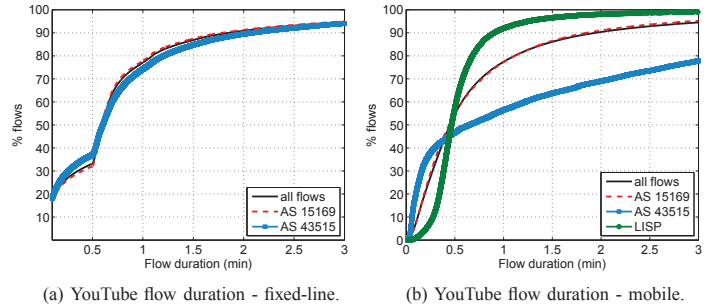 % flows
100
90
80
70
60
50
40
30
20
10
0.5 1 1.5 2 2.5 3
Flow duration (min)
all flows
AS 15169
AS 43515
(a) YouTube flow duration - fixed-line.
% flows
100
90
80
70
60
50
40
30
20
10
0
0 0.5 1 1.5 2 2.5 3
Flow duration (min)
all flows
AS 15169
AS 43515
LISP
(b) YouTube flow duration - mobile.